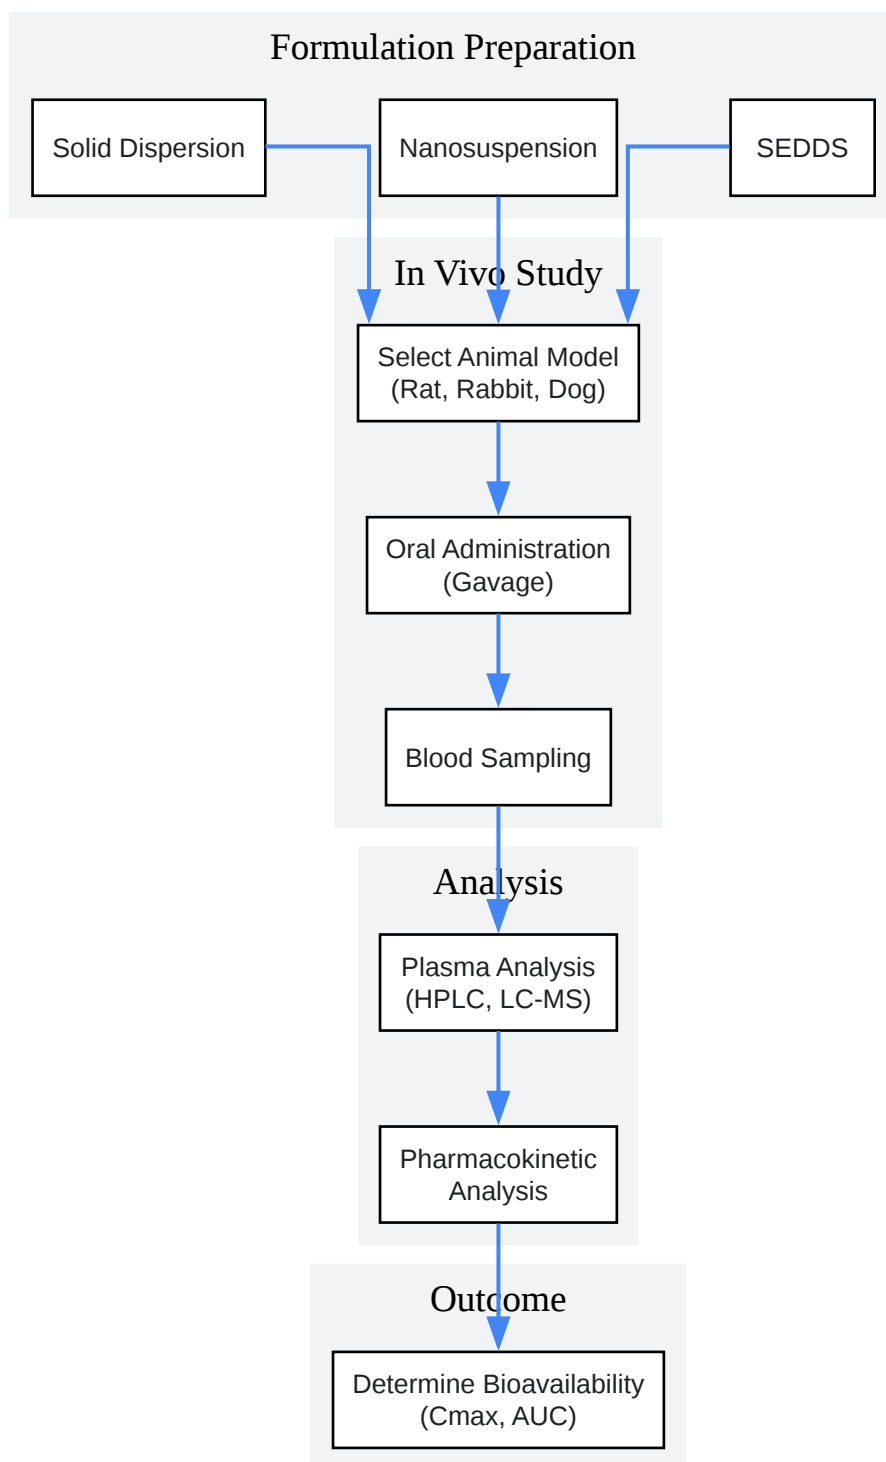 Formulation Preparation
Solid Dispersion
Nanosuspension
SEDDS
In Vivo Study
Select Animal Model
(Rat, Rabbit, Dog)
Oral Administration
(Gavage)
Blood Sampling
Analysis
Plasma Analysis
(HPLC, LC-MS)
Pharmacokinetic
Analysis
Outcome
Determine Bioavailability
(Cmax, AUC)